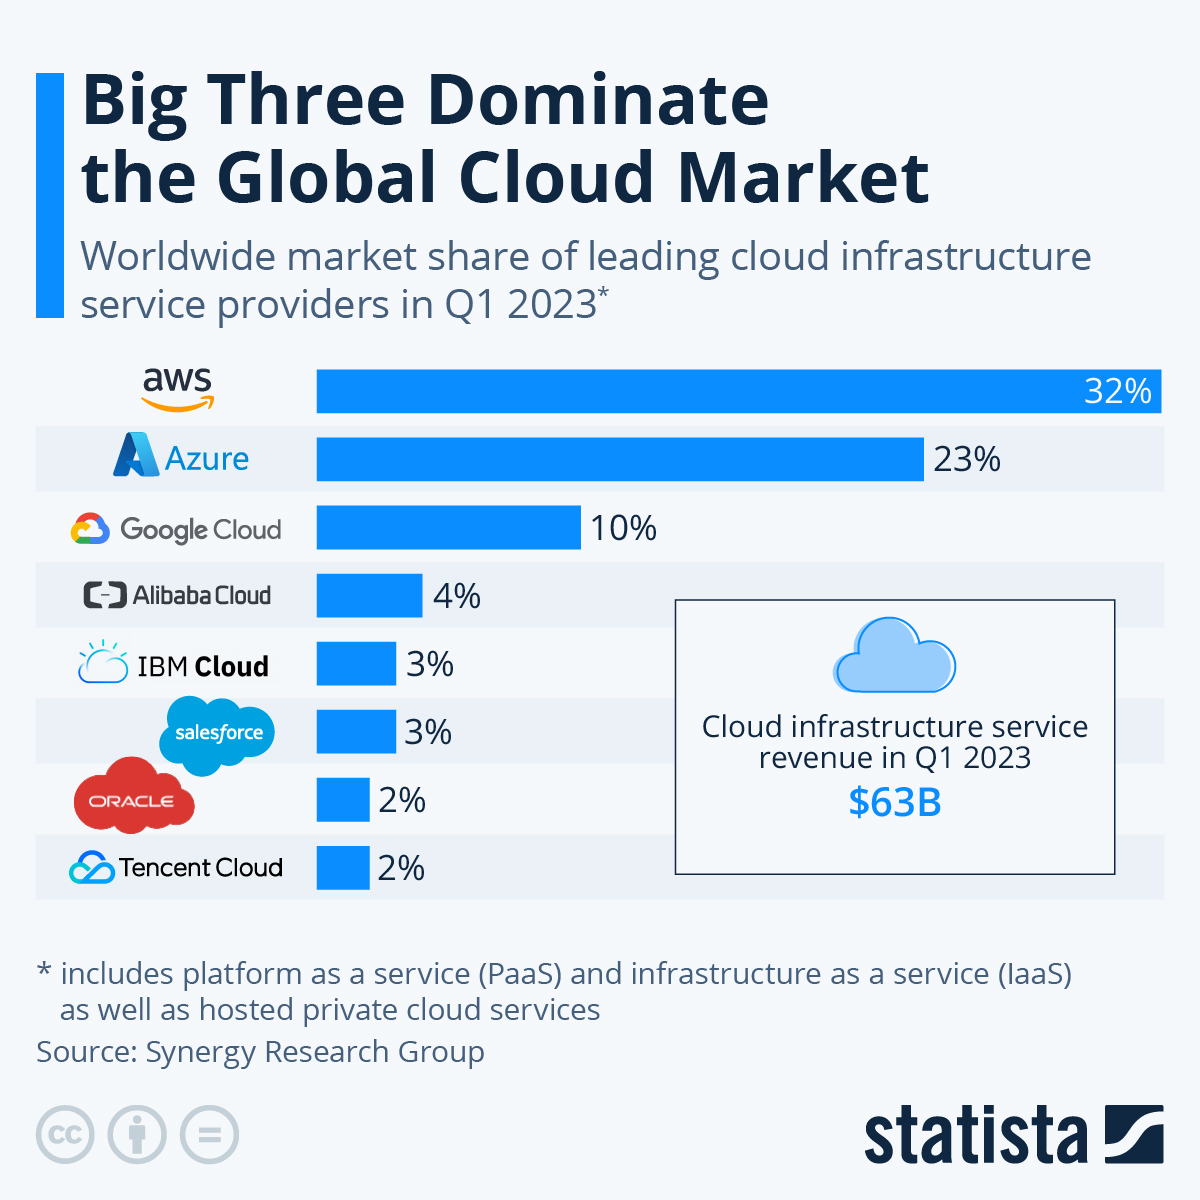 Big Three Dominate
the Global Cloud Market
Worldwide market share of leading cloud infrastructure
service providers in Q1 2023*
aws
32%
Azure
23%
Google Cloud
10%
Alibaba Cloud
4%
IBM Cloud
3%
salesforce
3%
ORACLE
2%
Tencent Cloud
2%
Cloud infrastructure service
revenue in Q1 2023
$63B
* includes platform as a service (PaaS) and infrastructure as a service (IaaS)
as well as hosted private cloud services
Source: Synergy Research Group
cc
statista